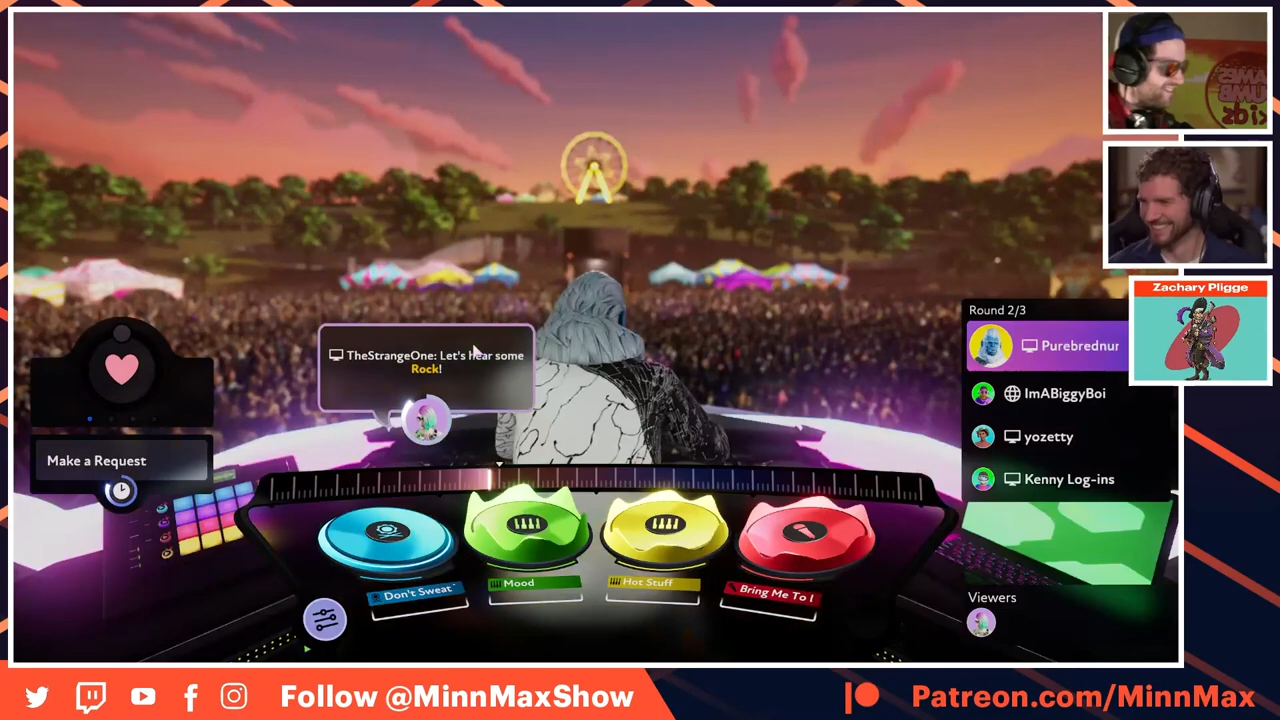 Zachary Pligge
Round 2/3
Purebrednur
TheStrangeOne: Let's hear some
Rock!
ImABiggyBoi
yozetty
Make a Request
Kenny Log-ins
Don't Sweat
Mood
Hot Stuff
Bring Me To l
Viewers
Follow @MinnMaxShow
Patreon.com/MinnMax